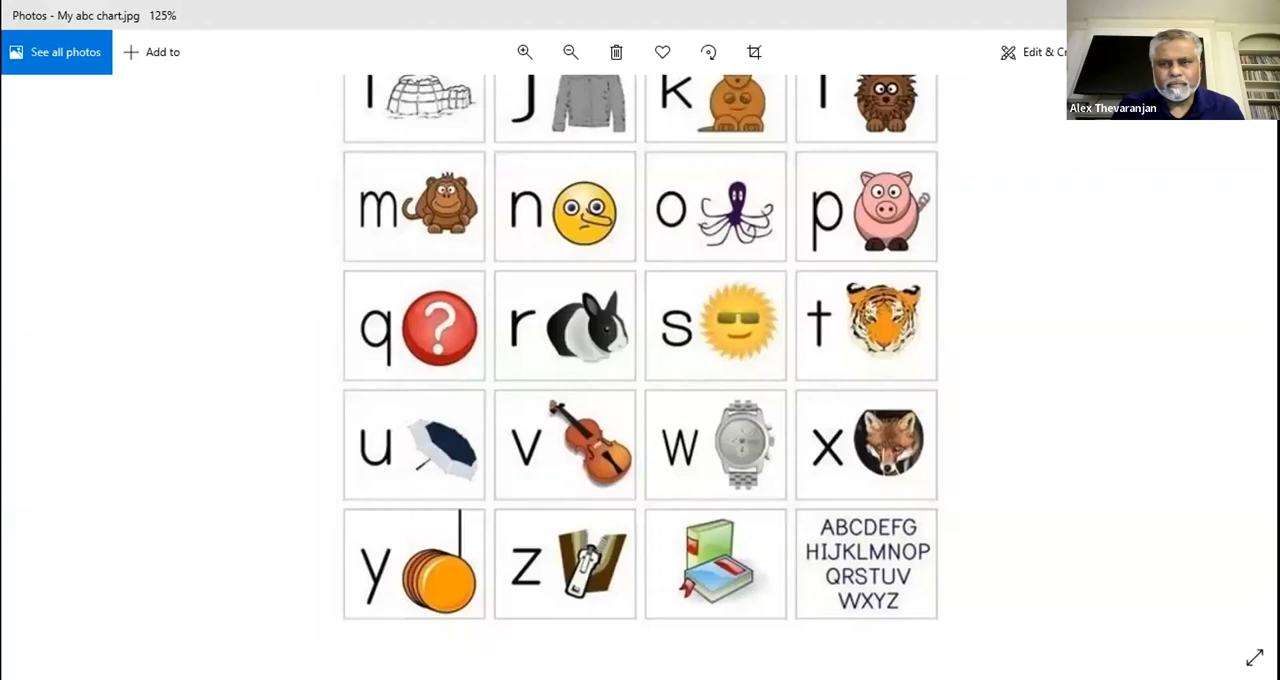 Photos - My abc chart.jpg 125%
See all photos
Add to
Edit & Cr
Alex Thevaranjan
j k
m n o p
q ? r s t
u v w x
y z
ABCDEFG
HIJKLMNOP
QRSTUV
WXYZ